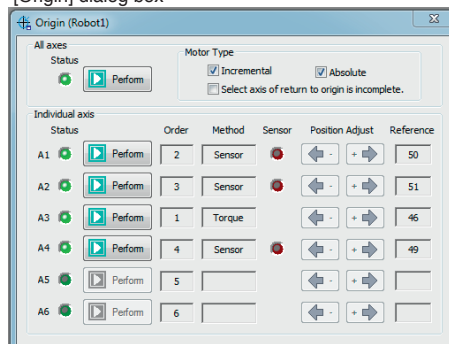 [Origin] dialog box
Origin (Robot1)
All axes
Status
Perform
Motor Type
Incremental Absolute
Select axis of return to origin is incomplete.
Individual axis
Status Order Method Sensor Position Adjust Reference
A1 Perform 2 Sensor - + 50
A2 Perform 3 Sensor - + 51
A3 Perform 1 Torque - + 46
A4 Perform 4 Sensor - + 49
A5 Perform 5 - +
A6 Perform 6 - +